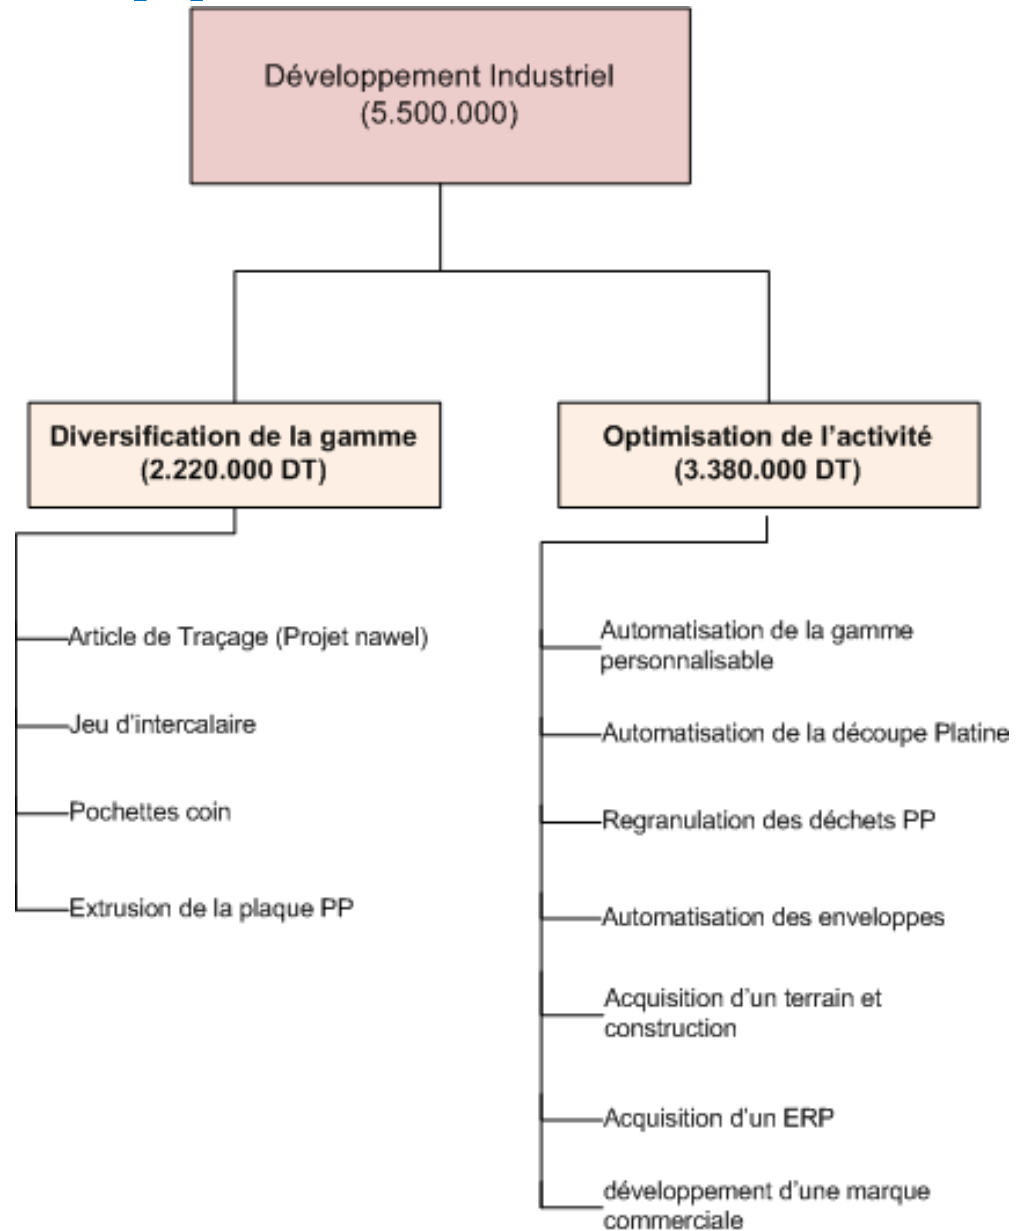 Développement Industriel
(5.500.000)
Diversification de la gamme
(2.220.000 DT)
Article de Traçage (Projet nawel)
Jeu d'intercalaire
Pochettes coin
Extrusion de la plaque PP
Optimisation de l'activité
(3.380.000 DT)
Automatisation de la gamme
personnalisable
Automatisation de la découpe Platine
Regranulation des déchets PP
Automatisation des enveloppes
Acquisition d'un terrain et
construction
Acquisition d'un ERP
développement d'une marque
commerciale